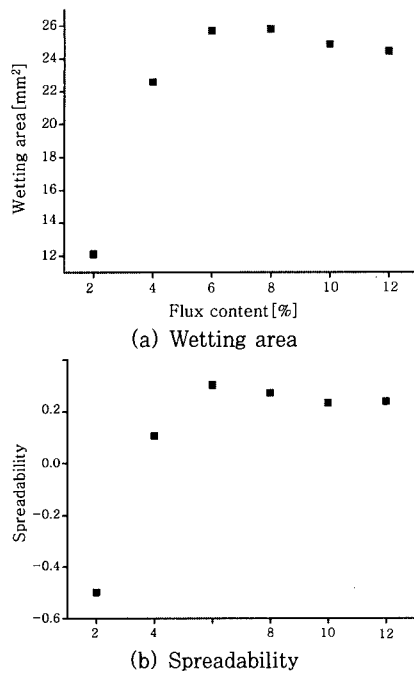 26
24
22
20
18
16
14
12
Wetting area[mm²]
2 4 6 8 10 12
Flux content[%]
(a) Wetting area
0.2
0.0
-0.2
-0.4
-0.6
Spreadability
2 4 6 8 10 12
(b) Spreadability